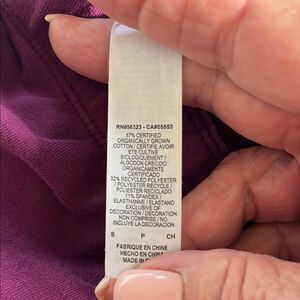 RN#56323 - CA#05553
57% CERTIFIED
ORGANICALLY GROWN
COTTON / CERTIFIE AVOIR
ETE CULTIVE
BIOLOGIQUEMENT /
ALGODON CRECIDO
ORGANICAMENTE
CERTIFICADO
32% RECYCLED POLYESTER
/ POLYESTER RECYCLE /
POLIESTER RECICLADO
11% SPANDEX /
ELASTHANNE / ELASTANO
EXCLUSIVE OF
DECORATION / DECORATION
NON COMPRISE / NO
INCLUYE LA DECORACION
S P CH
FABRIQUE EN CHINE
HECHO EN CHINA
MADE IN